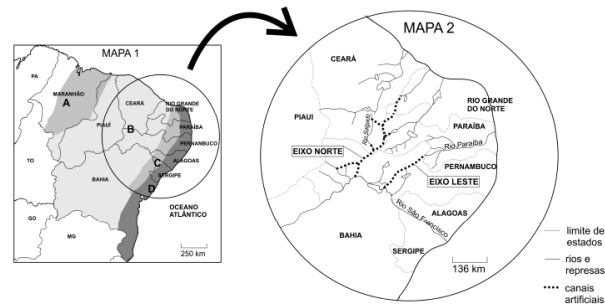 MAPA 1
PA
MARANHÃO
A
CEARÁ
RIO GRANDE
DO NORTE
PIAUÍ
B
PARAÍBA
PERNAMBUCO
TO
C
ALAGOAS
SERGIPE
BAHIA
D
OCEANO
ATLÂNTICO
GO
MG
250 km
MAPA 2
CEARÁ
RIO GRANDE
DO NORTE
PIAUÍ
Rio Salgado
PARAÍBA
EIXO NORTE
Rio Paraíba
PERNAMBUCO
EIXO LESTE
Rio São Francisco
ALAGOAS
BAHIA
SERGIPE
136 km
limite de
estados
rios e
represas
canais
artificiais